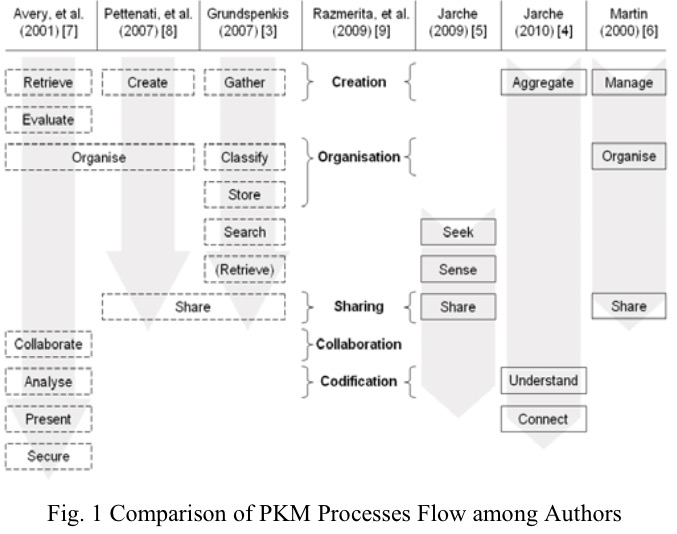 Avery, et al. (2001) [7]
Pettenati, et al. (2007) [8]
Grundspenkis (2007) [3]
Razmerita, et al. (2009) [9]
Jarche (2009) [5]
Jarche (2010) [4]
Martin (2000) [6]
Retrieve Create Gather Creation Aggregate Manage
Evaluate
Organise Classify Organisation Organise
Store
Search Seek
(Retrieve) Sense
Share Sharing Share Share
Collaborate Collaboration
Analyse Codification Understand
Present Connect
Secure
Fig. 1 Comparison of PKM Processes Flow among Authors